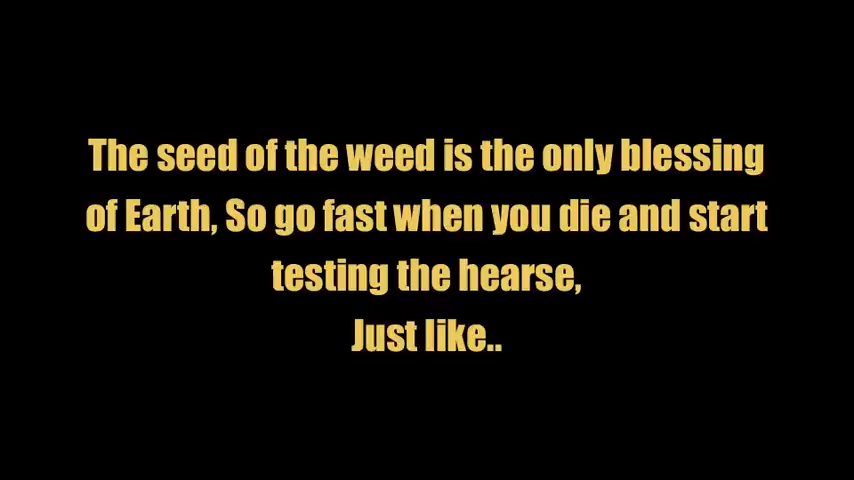 The seed of the weed is the only blessing
of Earth, So go fast when you die and start
testing the hearse,
Just like..